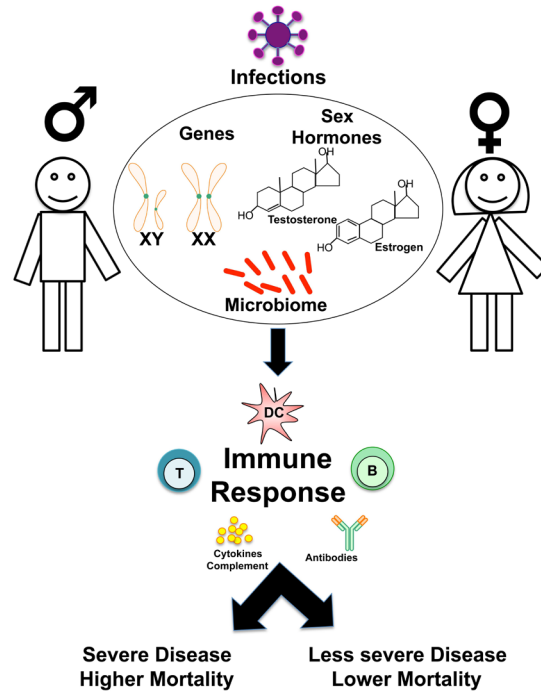 Infections
Genes
Sex
Hormones
OH
HO
Testosterone
OH
HO
Estrogen
XY
XX
Microbiome
DC
T
Immune
Response
B
Cytokines
Complement
Antibodies
Severe Disease
Higher Mortality
Less severe Disease
Lower Mortality